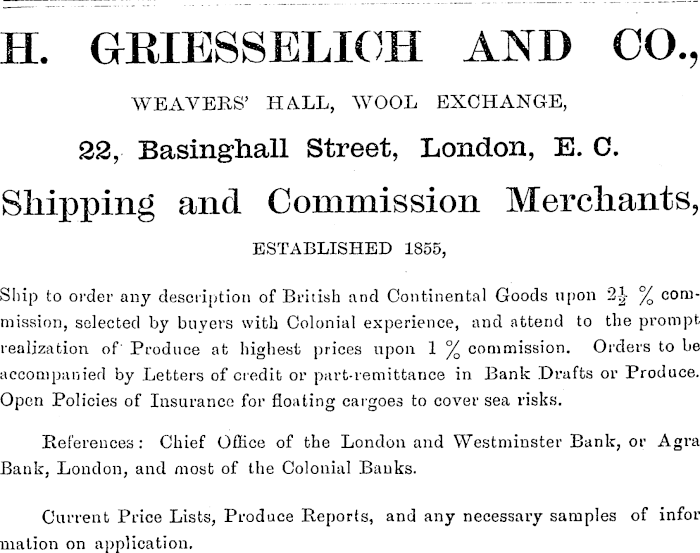 H. GRIESSELICH AND CO.,
WEAVERS' HALL, WOOL EXCHANGE,
22, Basinghall Street, London, E. C.
Shipping and Commission Merchants,
ESTABLISHED 1855,
Ship to order any description of British and Continental Goods upon 2½ % com-
mission, selected by buyers with Colonial experience, and attend to the prompt
realization of Produce at highest prices upon 1 % commission. Orders to be
accompanied by Letters of credit or part-remittance in Bank Drafts or Produce.
Open Policies of Insurance for floating cargoes to cover sea risks.
References: Chief Office of the London and Westminster Bank, or Agra
Bank, London, and most of the Colonial Banks.
Current Price Lists, Produce Reports, and any necessary samples of infor
mation on application.